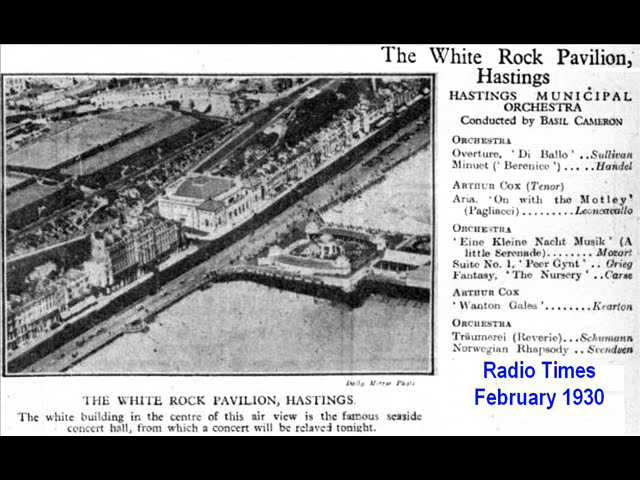 The White Rock Pavilion,
Hastings
HASTINGS MUNICIPAL
ORCHESTRA
Conducted by BASIL CAMERON
ORCHESTRA
Overture, ' Di Ballo ' .. Sullivan
Minuet (' Berenice ') ..... Handel
ARTHUR COX (Tenor)
Aria, ' On with the Motley '
(Pagliacci) ......... Leoncavallo
ORCHESTRA
' Eine Kleine Nacht Musik ' (A
little Serenade) ........ Mozart
Suite No. 1, ' Peer Gynt ' .. Grieg
Fantasy, ' The Nursery ' .. Carse
ARTHUR COX
' Wanton Gales ' ........ Kearton
ORCHESTRA
Träumerei (Reverie) ... Schumann
Norwegian Rhapsody .. Svendsen
Daily Mirror Photo
THE WHITE ROCK PAVILION, HASTINGS.
The white building in the centre of this air view is the famous seaside
concert hall, from which a concert will be relayed tonight.
Radio Times
February 1930